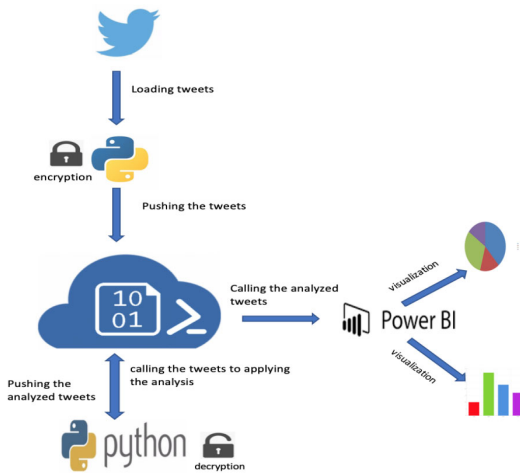 Loading tweets
encryption
Pushing the tweets
10
01
Calling the analyzed
tweets
Power BI
visualization
visualization
Pushing the
analyzed tweets
calling the tweets to applying
the analysis
python
decryption